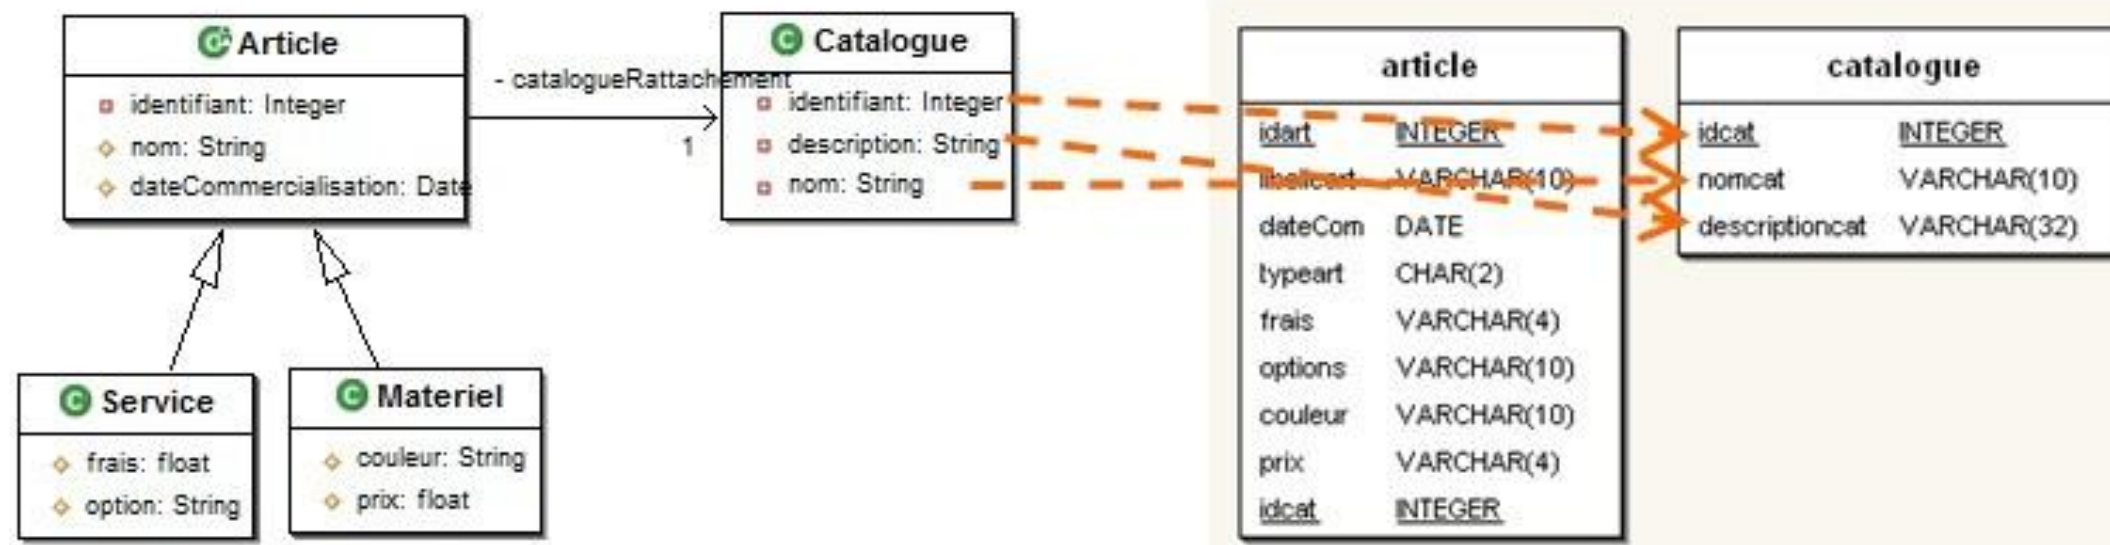 Article
identifiant: Integer
nom: String
dateCommercialisation: Date
- catalogueRattachement
1
Catalogue
identifiant: Integer
description: String
nom: String
Service
frais: float
option: String
Materiel
couleur: String
prix: float
article
idart INTEGER
libellcart VARCHAR(10)
dateCom DATE
typeart CHAR(2)
frais VARCHAR(4)
options VARCHAR(10)
couleur VARCHAR(10)
prix VARCHAR(4)
idcat INTEGER
catalogue
idcat INTEGER
nomcat VARCHAR(10)
descriptioncat VARCHAR(32)